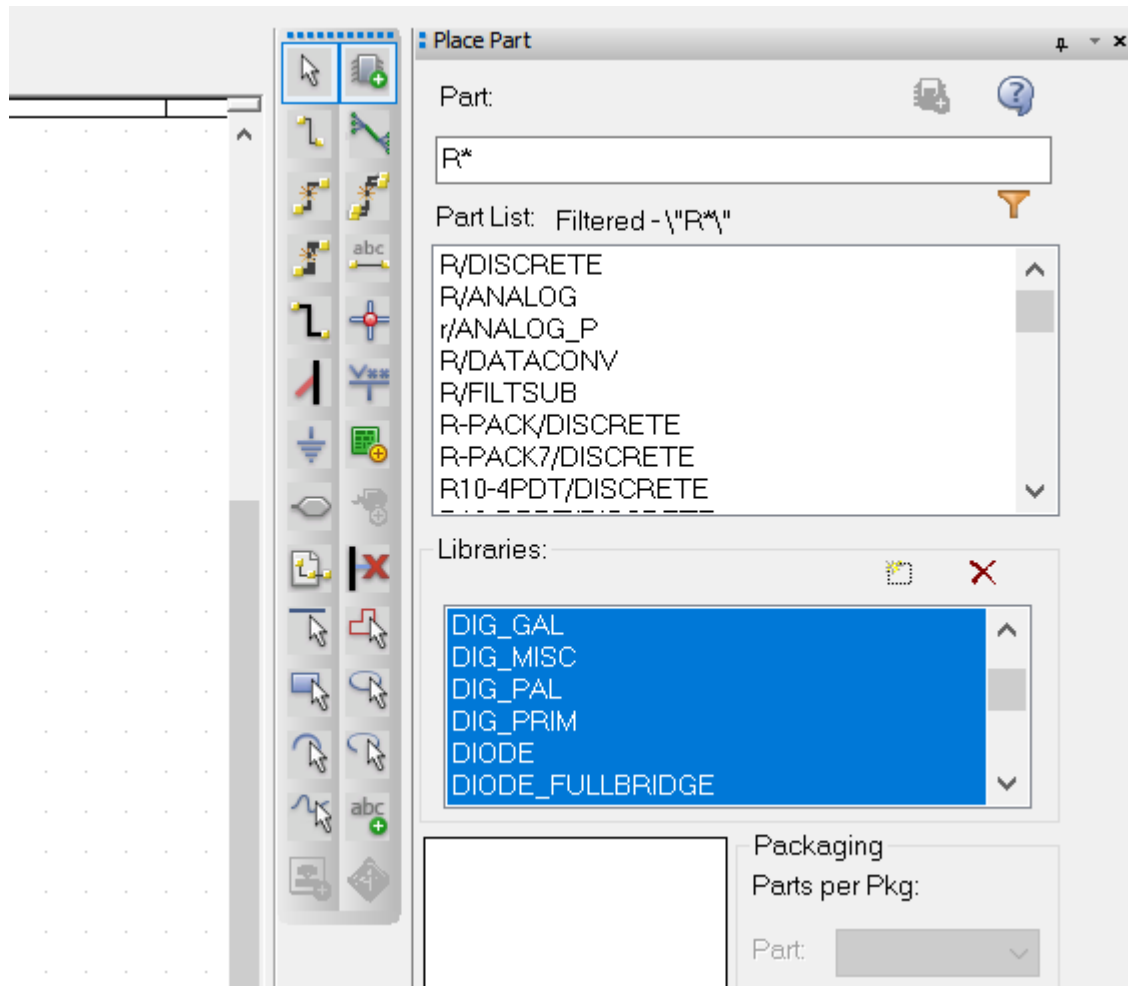 Place Part
Part:
R*
Part List: Filtered - \"R*\"
R/DISCRETE
R/ANALOG
r/ANALOG_P
R/DATACONV
R/FILTSUB
R-PACK/DISCRETE
R-PACK7/DISCRETE
R10-4PDT/DISCRETE
Libraries:
DIG_GAL
DIG_MISC
DIG_PAL
DIG_PRIM
DIODE
DIODE_FULLBRIDGE
Packaging
Parts per Pkg:
Part:
abc
V**
abc